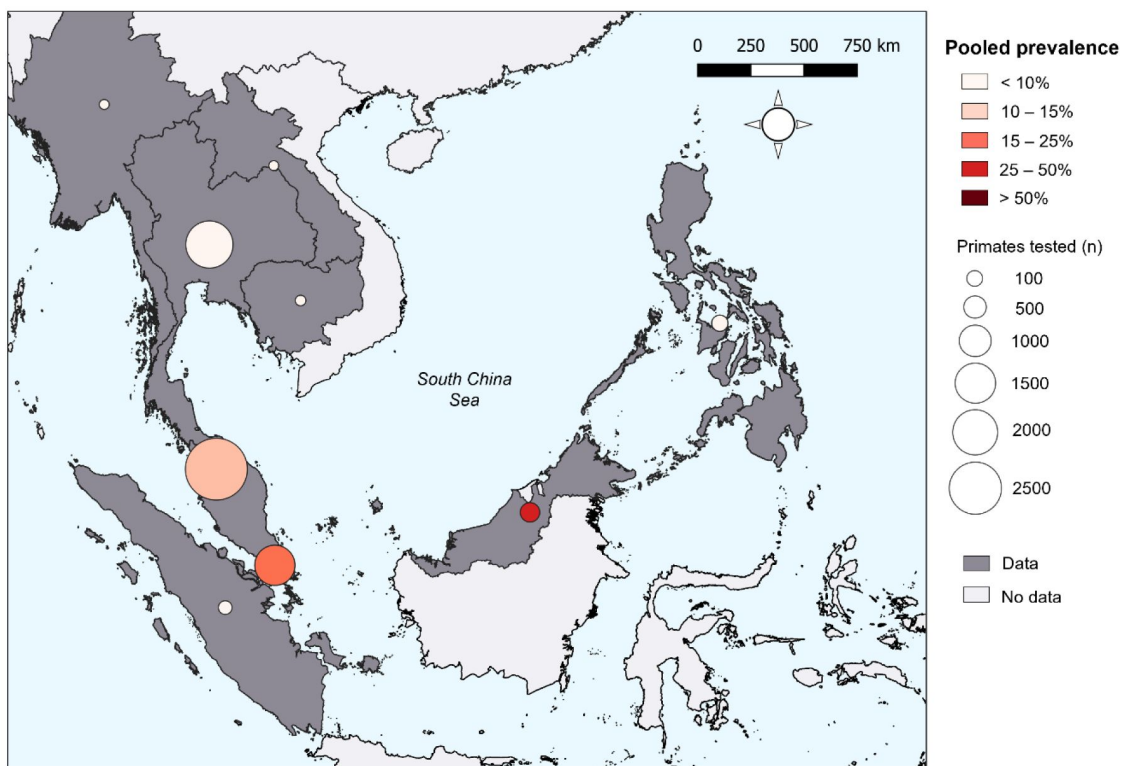 0 250 500 750 km
South China
Sea
Pooled prevalence
< 10%
10 – 15%
15 – 25%
25 – 50%
> 50%
Primates tested (n)
100
500
1000
1500
2000
2500
Data
No data